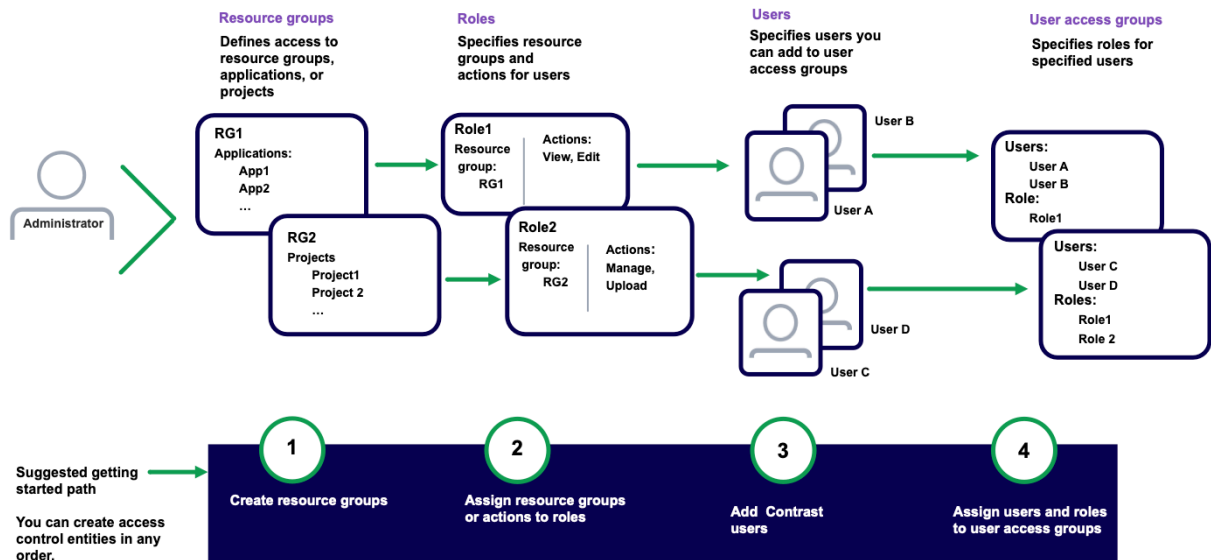 Resource groups
Defines access to
resource groups,
applications, or
projects
Roles
Specifies resource
groups and
actions for users
Users
Specifies users you
can add to user
access groups
User access groups
Specifies roles for
specified users
Administrator
RG1
Applications:
App1
App2
...
RG2
Projects
Project1
Project 2
...
Role1
Resource
group:
RG1
Actions:
View, Edit
Role2
Resource
group:
RG2
Actions:
Manage,
Upload
User B
User A
User D
User C
Users:
User A
User B
Role:
Role1
Users:
User C
User D
Roles:
Role1
Role 2
Suggested getting
started path
You can create access
control entities in any
order.
1
Create resource groups
2
Assign resource groups
or actions to roles
3
Add Contrast
users
4
Assign users and roles
to user access groups